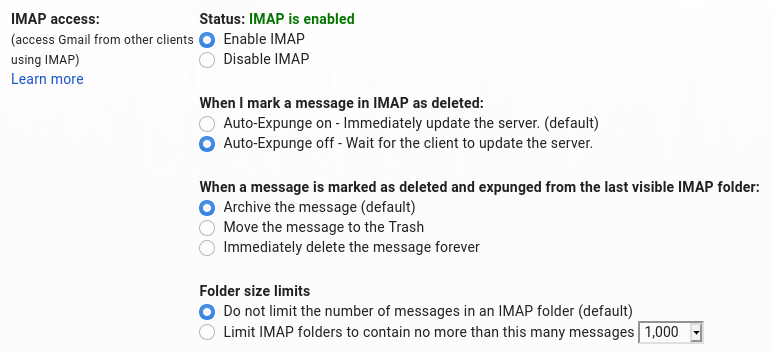 IMAP access:
(access Gmail from other clients
using IMAP)
Learn more
Status: IMAP is enabled
Enable IMAP
Disable IMAP
When I mark a message in IMAP as deleted:
Auto-Expunge on - Immediately update the server. (default)
Auto-Expunge off - Wait for the client to update the server.
When a message is marked as deleted and expunged from the last visible IMAP folder:
Archive the message (default)
Move the message to the Trash
Immediately delete the message forever
Folder size limits
Do not limit the number of messages in an IMAP folder (default)
Limit IMAP folders to contain no more than this many messages 1,000